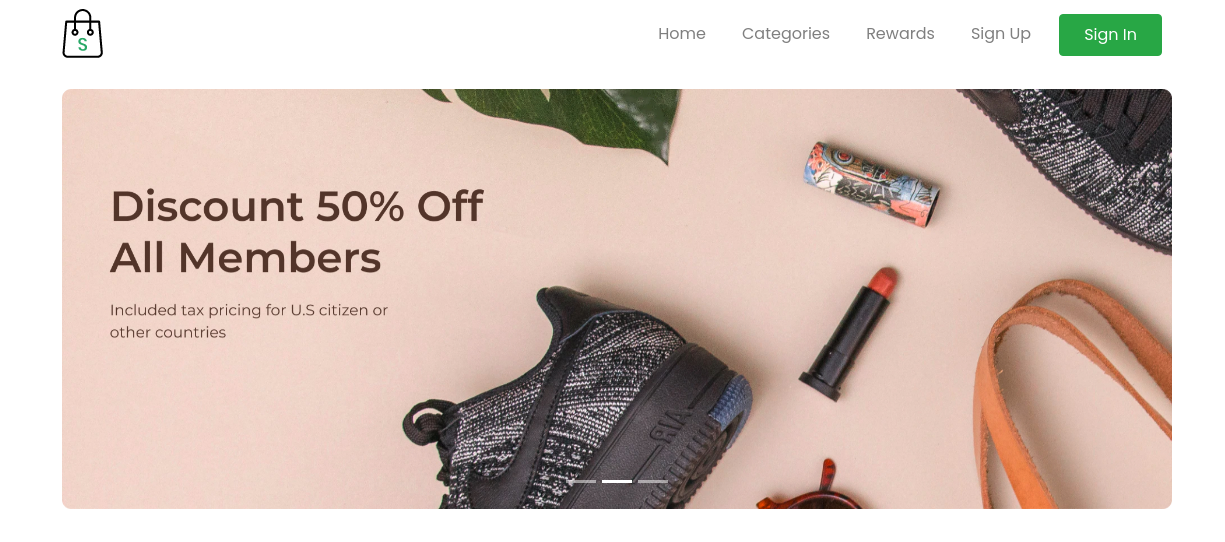 S
Home
Categories
Rewards
Sign Up
Sign In
Discount 50% Off
All Members
Included tax pricing for U.S citizen or
other countries
AIR